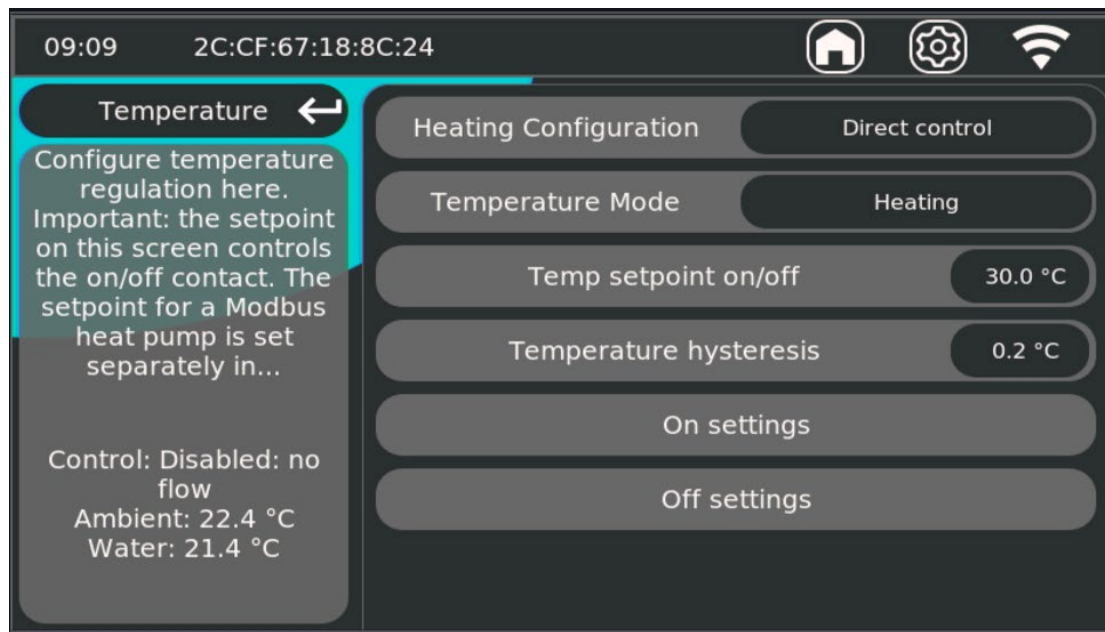 09:09 2C:CF:67:18:8C:24
Temperature
Configure temperature
regulation here.
Important: the setpoint
on this screen controls
the on/off contact. The
setpoint for a Modbus
heat pump is set
separately in...
Control: Disabled: no
flow
Ambient: 22.4 °C
Water: 21.4 °C
Heating Configuration Direct control
Temperature Mode Heating
Temp setpoint on/off 30.0 °C
Temperature hysteresis 0.2 °C
On settings
Off settings